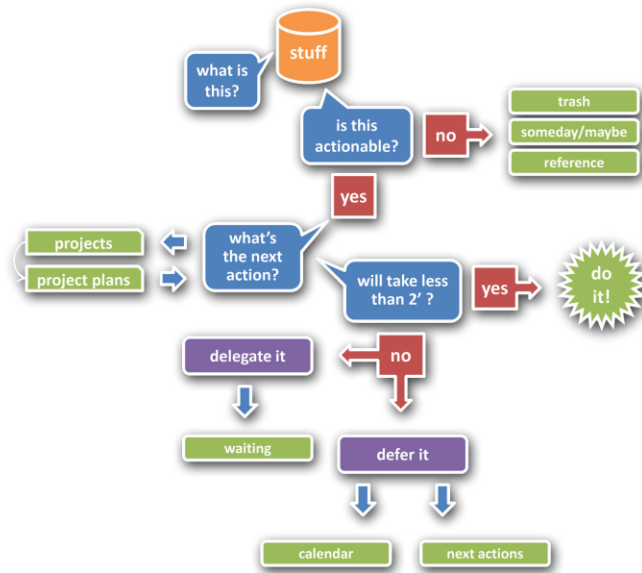 stuff
what is
this?
is this
actionable?
no
trash
someday/maybe
reference
yes
projects
project plans
what's
the next
action?
will take less
than 2' ?
yes
do
it!
delegate it
no
waiting
defer it
calendar
next actions